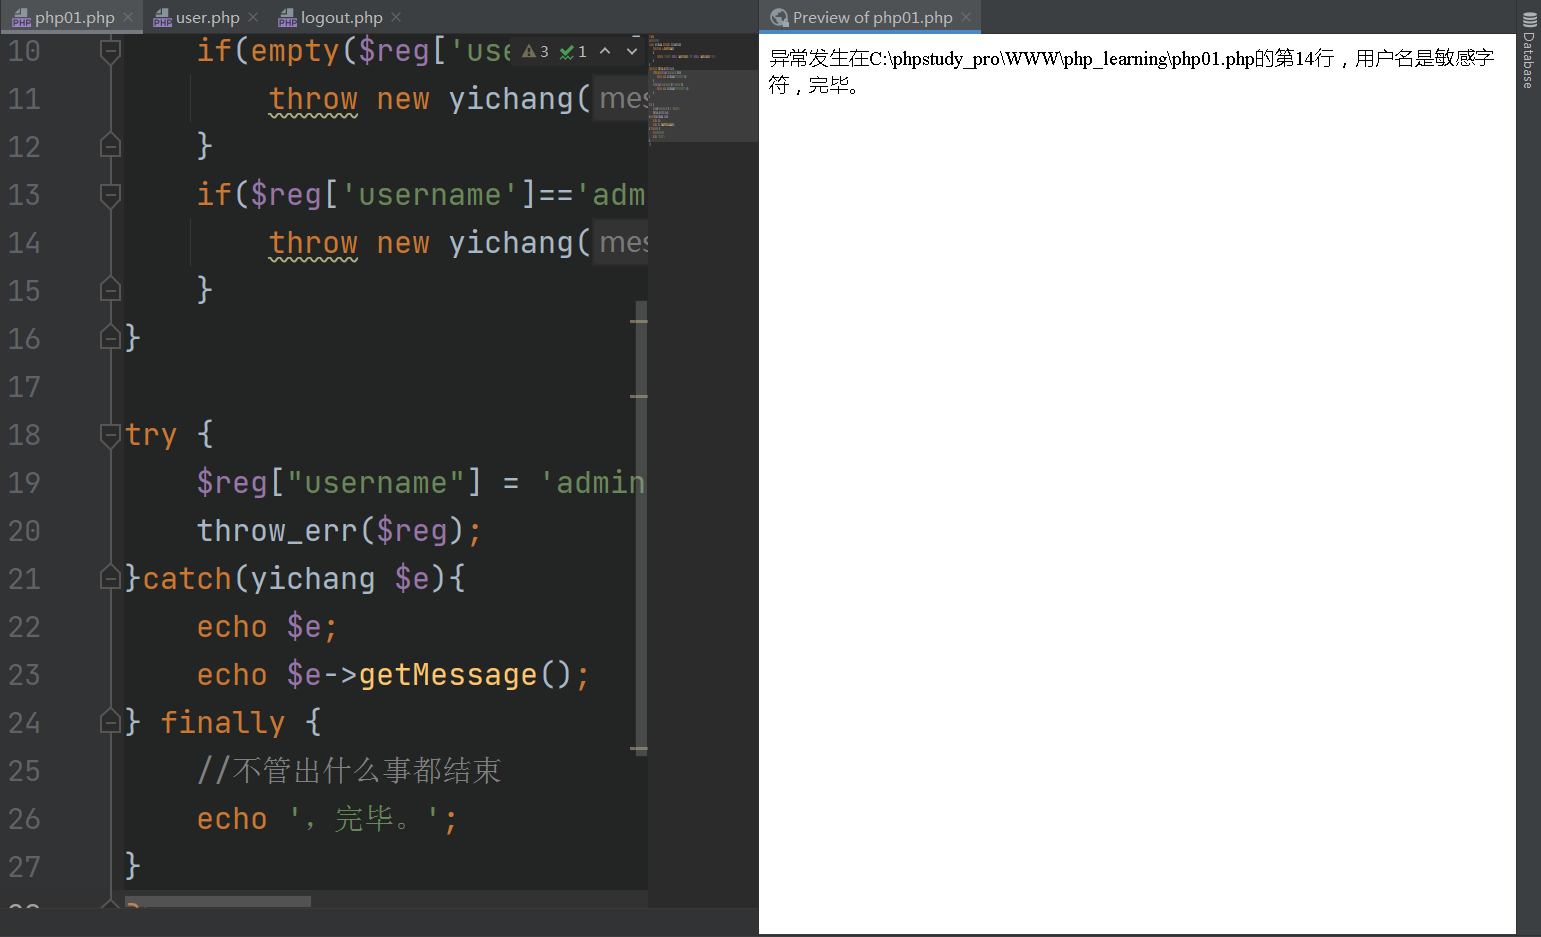 php01.php
user.php
logout.php
Preview of php01.php
Database
10 if(empty($reg['use
3
1
11 throw new yichang( mes
12 }
13 if($reg['username']=='adm
14 throw new yichang( mes
15 }
16 }
17
18 try {
19 $reg["username"] = 'admin
20 throw_err($reg);
21 }catch(yichang $e){
22 echo $e;
23 echo $e->getMessage();
24 } finally {
25 //不管出什么事都结束
26 echo '，完毕。';
27 }
异常发生在C:\phpstudy_pro\WWW\php_learning\php01.php的第14行，用户名是敏感字
符，完毕。